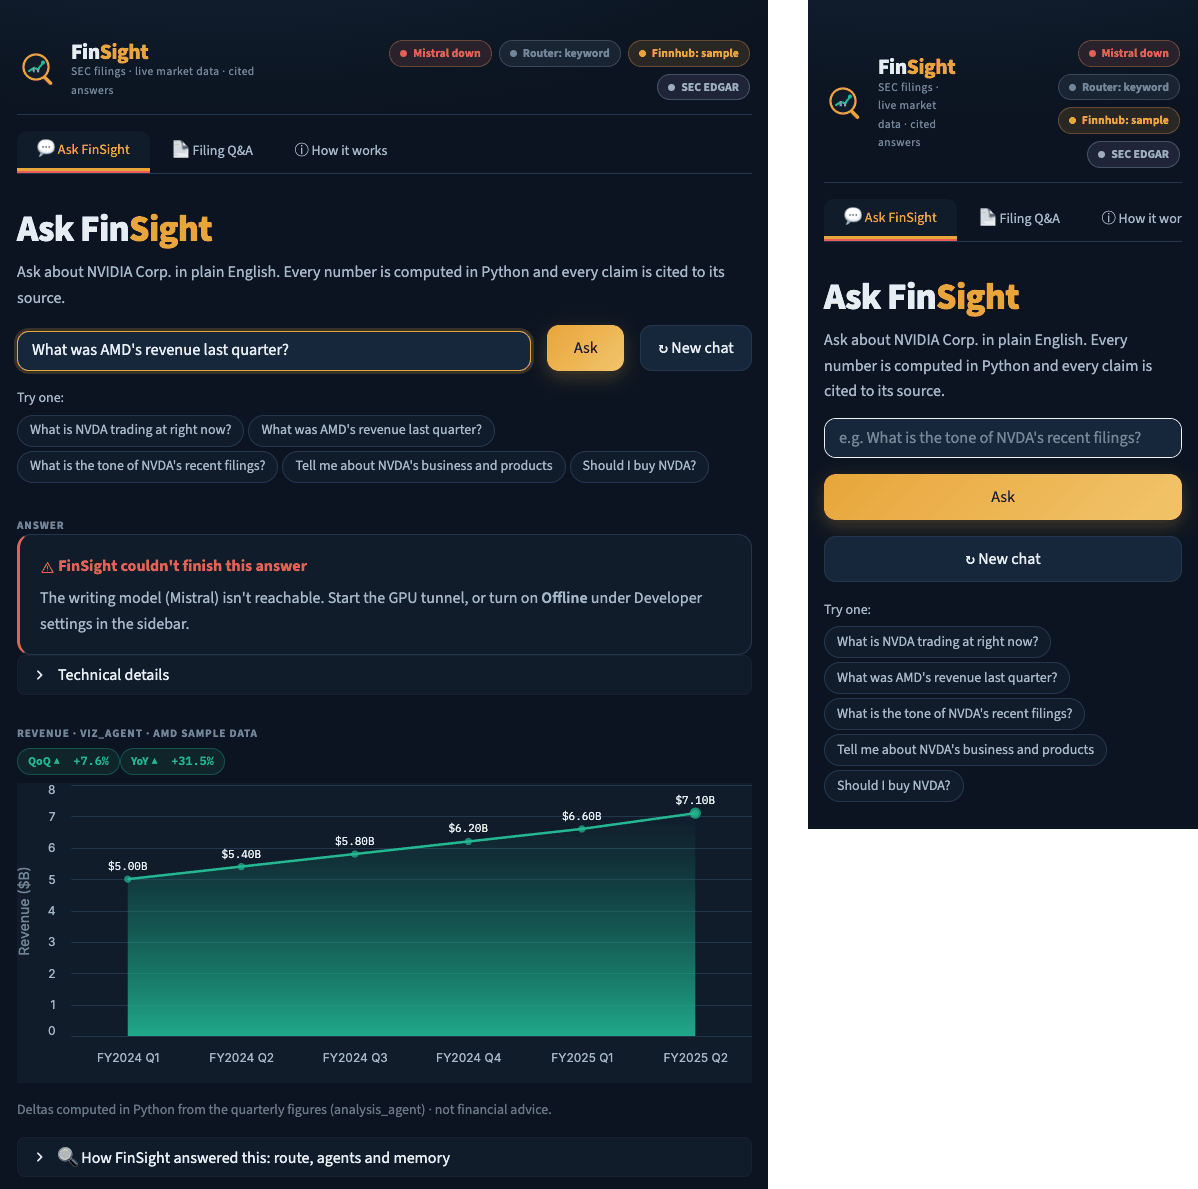 FinSight
SEC filings · live market data · cited
answers
Mistral down
Router: keyword
Finnhub: sample
SEC EDGAR
Ask FinSight
Filing Q&A
How it works
Ask FinSight
Ask about NVIDIA Corp. in plain English. Every number is computed in Python and every claim is cited to its
source.
What was AMD's revenue last quarter?
Ask
↻ New chat
Try one:
What is NVDA trading at right now?
What was AMD's revenue last quarter?
What is the tone of NVDA's recent filings?
Tell me about NVDA's business and products
Should I buy NVDA?
ANSWER
⚠ FinSight couldn't finish this answer
The writing model (Mistral) isn't reachable. Start the GPU tunnel, or turn on Offline under Developer
settings in the sidebar.
Technical details
REVENUE · VIZ_AGENT · AMD SAMPLE DATA
QoQ ▲ +7.6%
YoY ▲ +31.5%
Revenue ($B)
8
7
6
5
4
3
2
1
0
$5.00B
$5.40B
$5.80B
$6.20B
$6.60B
$7.10B
FY2024 Q1
FY2024 Q2
FY2024 Q3
FY2024 Q4
FY2025 Q1
FY2025 Q2
Deltas computed in Python from the quarterly figures (analysis_agent) · not financial advice.
How FinSight answered this: route, agents and memory
FinSight
SEC filings ·
live market
data · cited
answers
Mistral down
Router: keyword
Finnhub: sample
SEC EDGAR
Ask FinSight
Filing Q&A
How it wor
Ask FinSight
Ask about NVIDIA Corp. in plain English. Every
number is computed in Python and every claim is
cited to its source.
e.g. What is the tone of NVDA's recent filings?
Ask
↻ New chat
Try one:
What is NVDA trading at right now?
What was AMD's revenue last quarter?
What is the tone of NVDA's recent filings?
Tell me about NVDA's business and products
Should I buy NVDA?